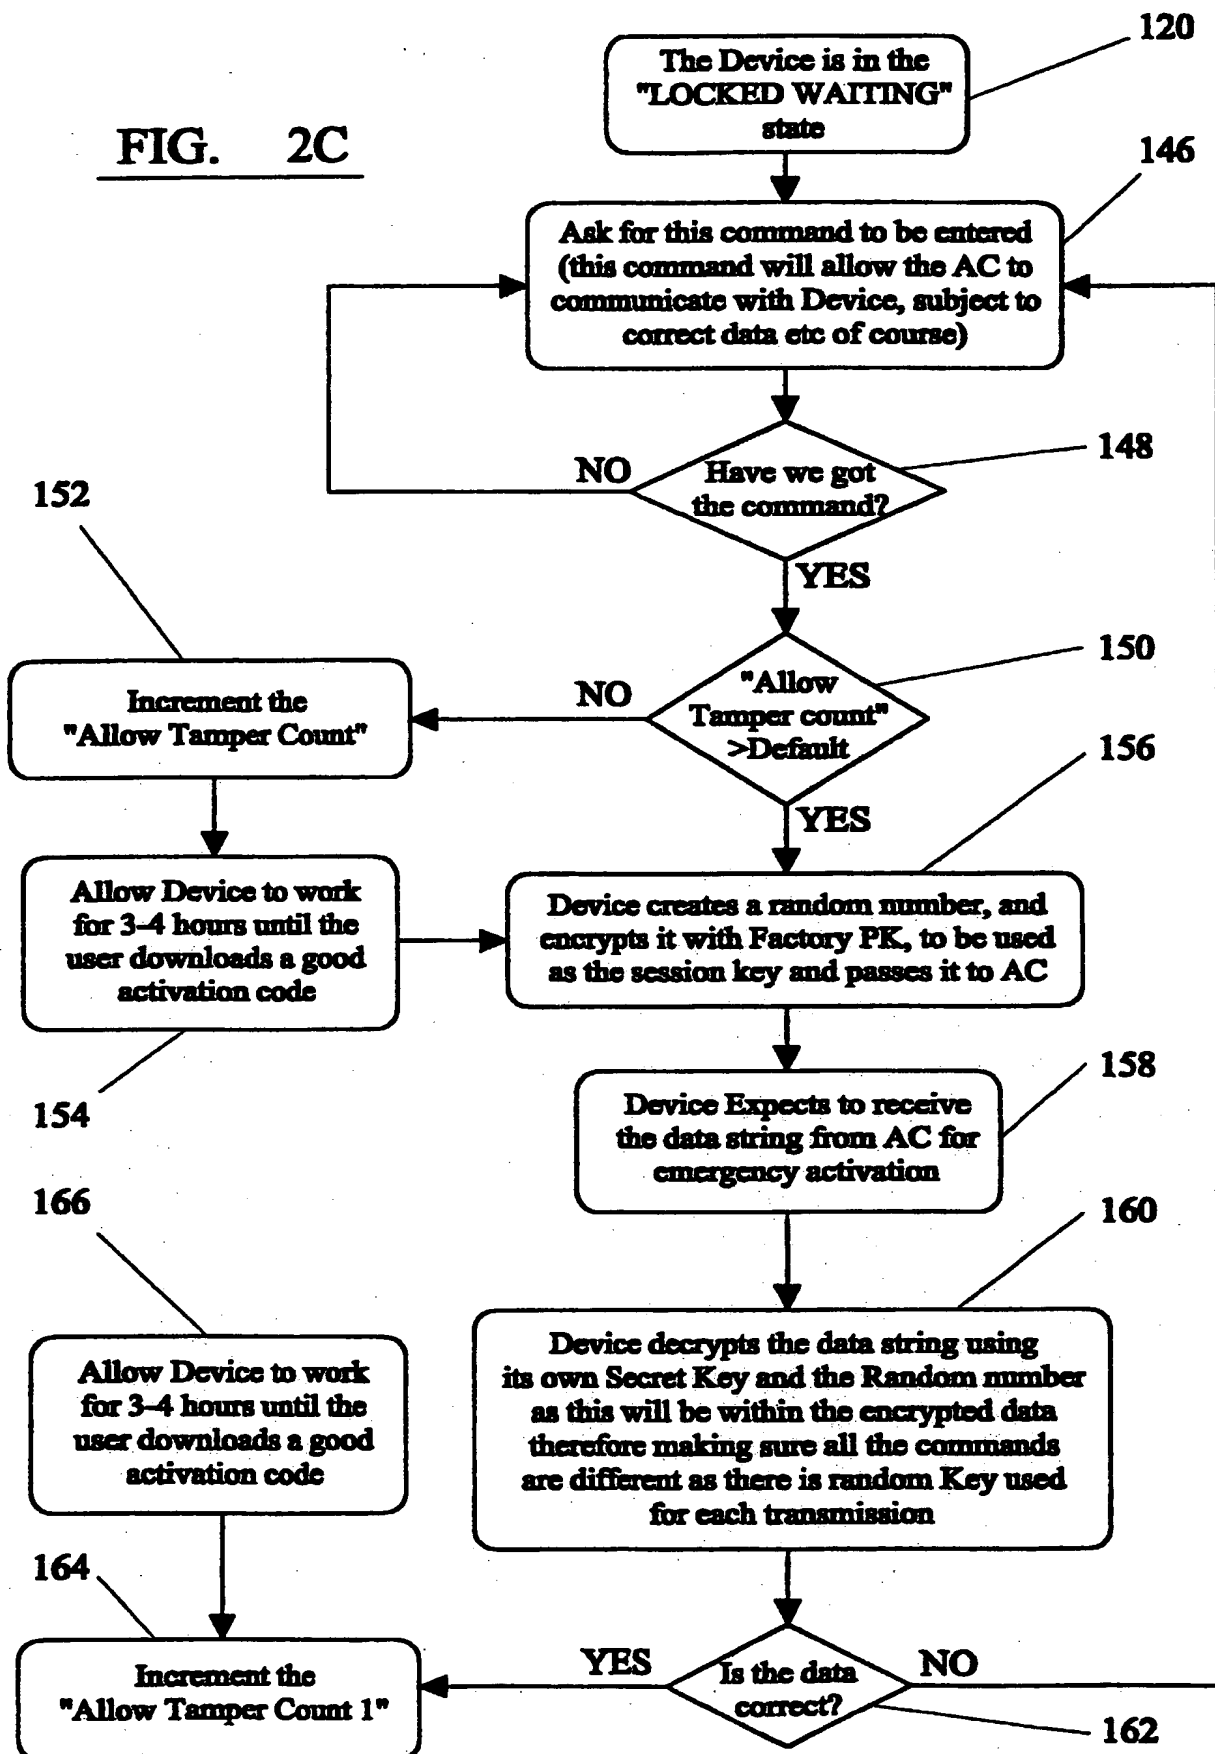 120
The Device is in the
"LOCKED WAITING"
state
FIG. 2C
146
Ask for this command to be entered
(this command will allow the AC to
communicate with Device, subject to
correct data etc of course)
148
NO
Have we got
the command?
152
YES
150
"Allow
Tamper count"
>Default
NO
Increment the
"Allow Tamper Count"
156
YES
Allow Device to work
for 3-4 hours until the
user downloads a good
activation code
Device creates a random number, and
encrypts it with Factory PK, to be used
as the session key and passes it to AC
154
158
Device Expects to receive
the data string from AC for
emergency activation
166
160
Device decrypts the data string using
its own Secret Key and the Random number
as this will be within the encrypted data
therefore making sure all the commands
are different as there is random Key used
for each transmission
Allow Device to work
for 3-4 hours until the
user downloads a good
activation code
164
YES
Is the data
correct?
NO
Increment the
"Allow Tamper Count 1"
162